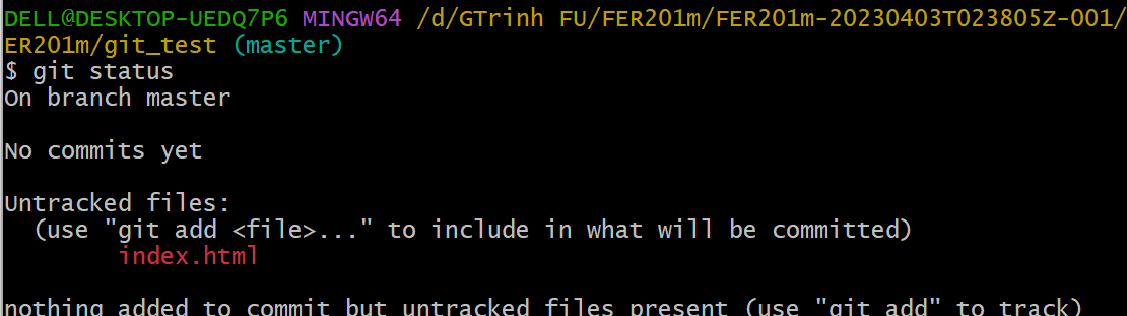 DELL@DESKTOP-UEDQ7P6 MINGW64 /d/GTrinh FU/FER201m/FER201m-20230403T023805Z-001/
ER201m/git_test (master)
$ git status
On branch master
No commits yet
Untracked files:
(use "git add <file>..." to include in what will be committed)
index.html
nothing added to commit but untracked files present (use "git add" to track)